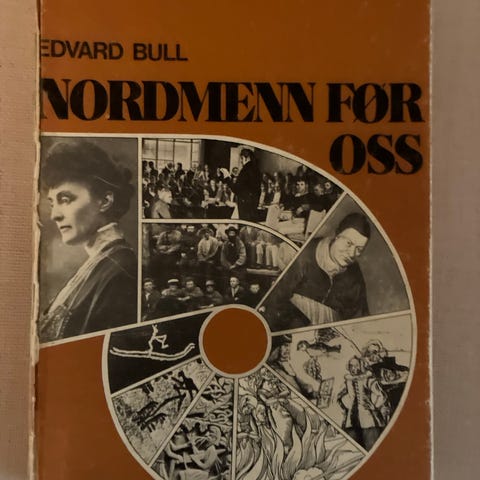 EDVARD BULL
NORDMENN FØR
OSS